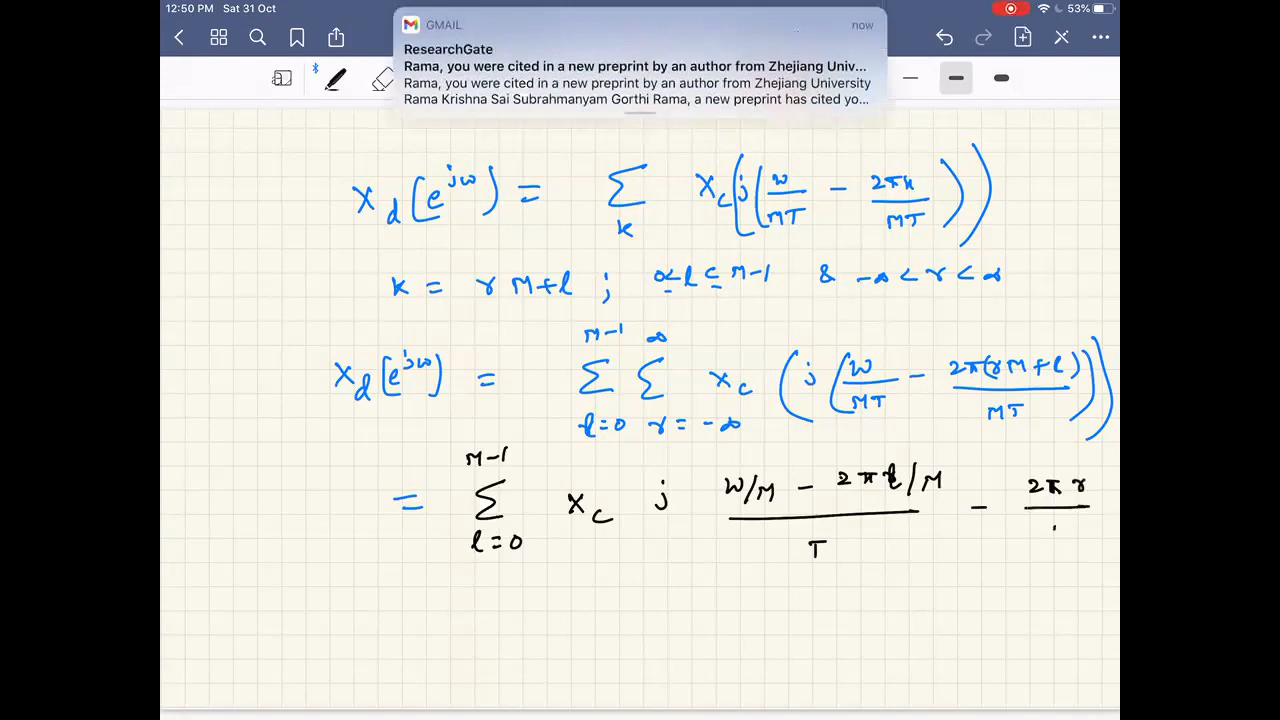 12:50 PM Sat 31 Oct
53%
GMAIL now
ResearchGate
Rama, you were cited in a new preprint by an author from Zhejiang Univ...
Rama, you were cited in a new preprint by an author from Zhejiang University
Rama Krishna Sai Subrahmanyam Gorthi Rama, a new preprint has cited yo...
X_d(e^{jω}) = Σ_k X_c(j(ω/MT − 2πk/MT))
k = rM+l ; 0≤l≤M−1 & −∞<r<∞
X_d(e^{jω}) = Σ_{l=0}^{M−1} Σ_{r=−∞}^{∞} X_c(j(ω/MT − 2π(rM+l)/MT))
= Σ_{l=0}^{M−1} X_c j (ω/M − 2πl/M)/T − 2πr